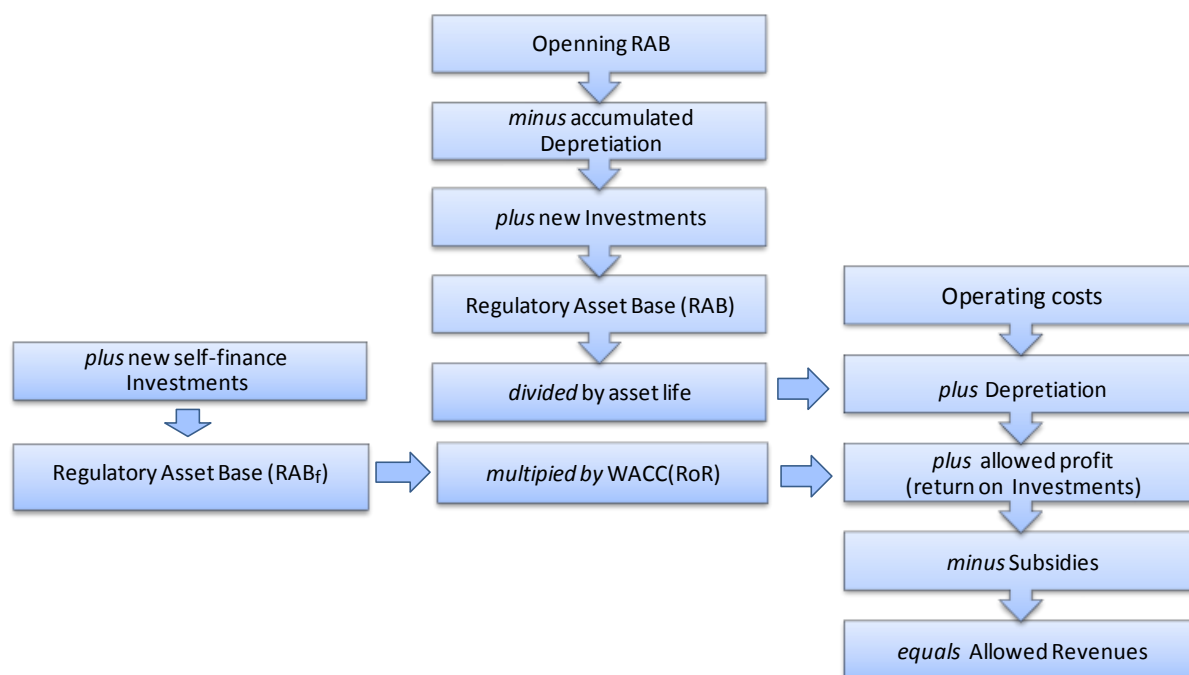 Openning RAB
minus accumulated
Depretiation
plus new Investments
Regulatory Asset Base (RAB)
divided by asset life
plus new self-finance
Investments
Regulatory Asset Base (RABf)
multipied by WACC(RoR)
Operating costs
plus Depretiation
plus allowed profit
(return on Investments)
minus Subsidies
equals Allowed Revenues